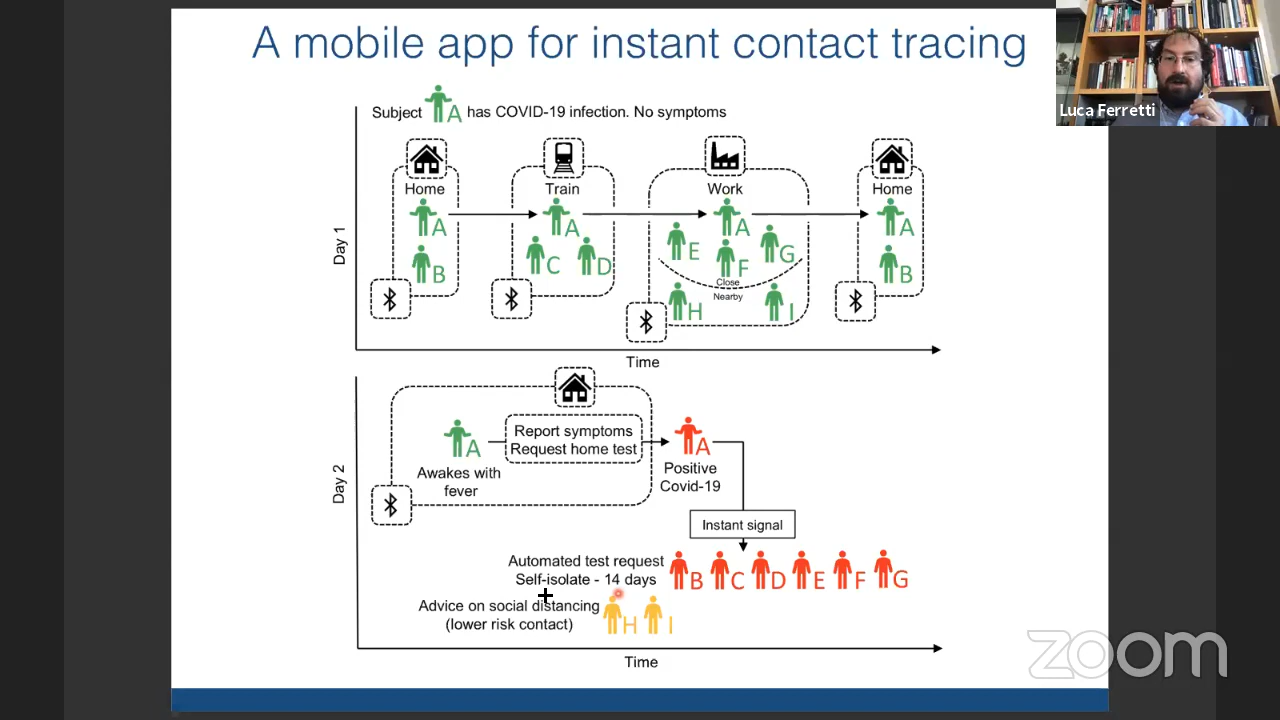 A mobile app for instant contact tracing
Luca Ferretti
Subject A has COVID-19 infection. No symptoms
Home
Train
Work
Home
Day 1
A
A
A
A
B
C
D
E
F
G
B
Close
Nearby
H
I
Time
Day 2
A
Report symptoms
Request home test
A
Awakes with
fever
Positive
Covid-19
Instant signal
Automated test request
Self-isolate - 14 days
B C D E F G
Advice on social distancing
(lower risk contact)
H I
Time
zoom